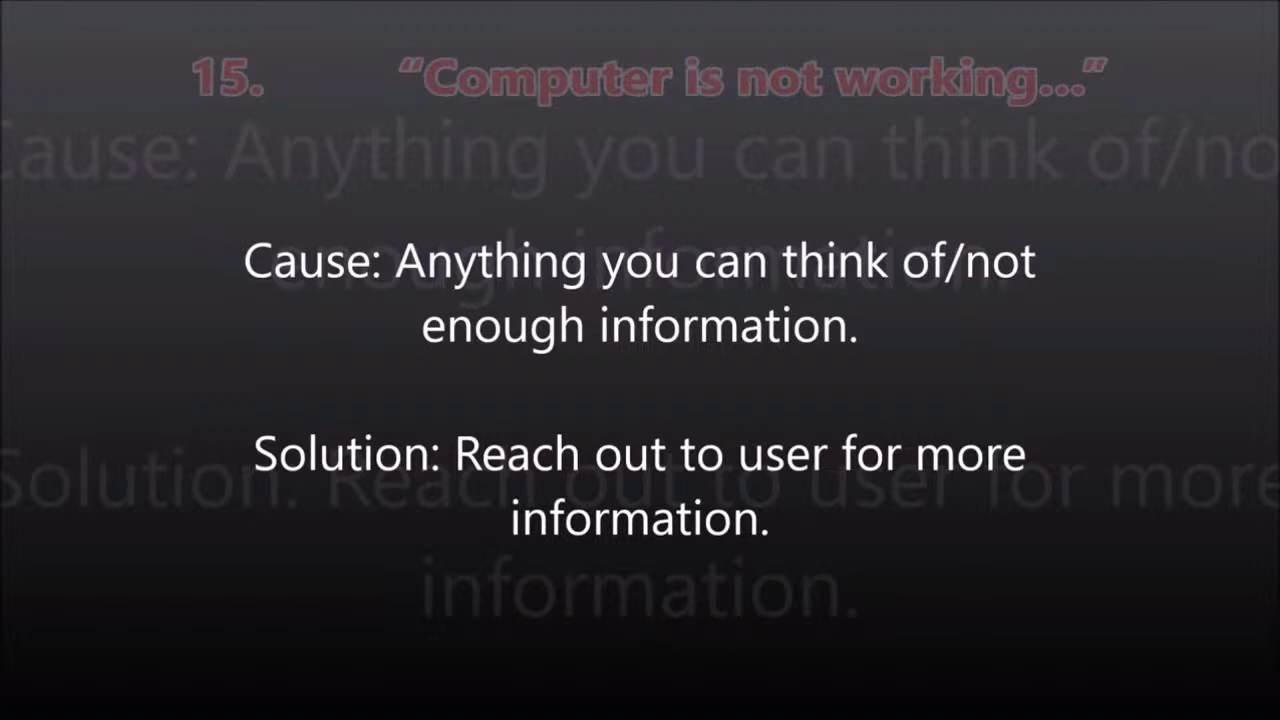 15. “Computer is not working...”
Cause: Anything you can think of/not
enough information.
Solution: Reach out to user for more
information.